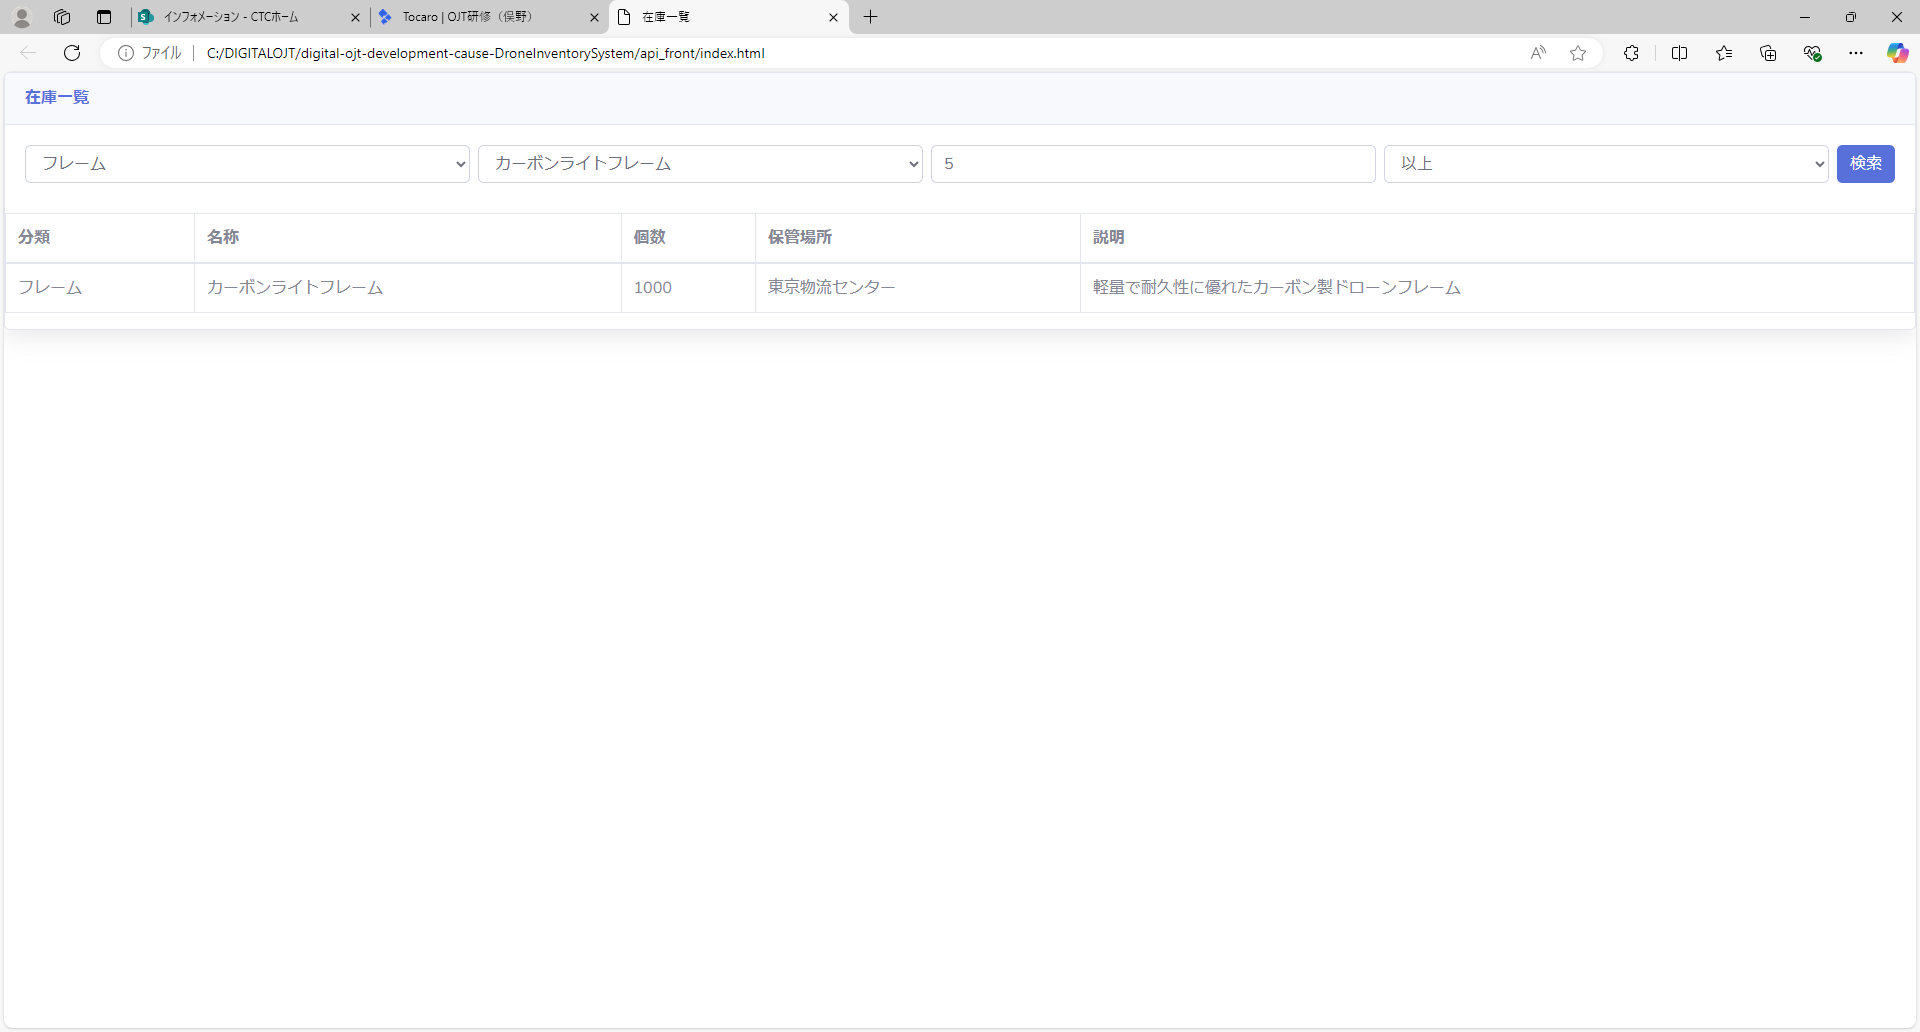 インフォメーション - CTCホーム
Tocaro | OJT研修（俣野）
在庫一覧
ファイル
C:/DIGITALOJT/digital-ojt-development-cause-DroneInventorySystem/api_front/index.html
在庫一覧
フレーム
カーボンライトフレーム
5
以上
検索
分類 名称 個数 保管場所 説明
フレーム カーボンライトフレーム 1000 東京物流センター 軽量で耐久性に優れたカーボン製ドローンフレーム